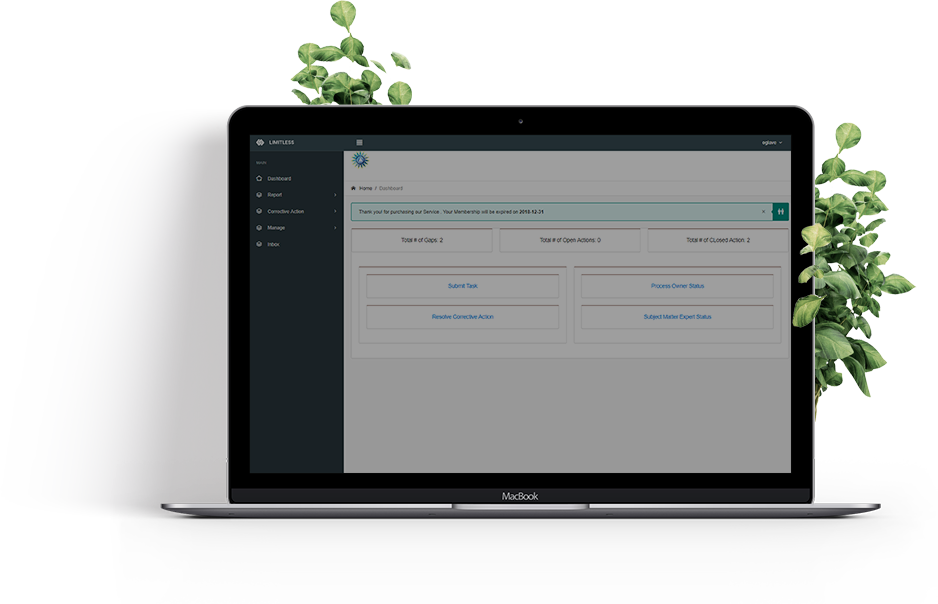 LIMITLESS
Dashboard
Report
Corrective Action
Manage
Inbox
Home / Dashboard
Thank you! for purchasing our Service . Your Membership will be expired on 2018-12-31
Total # of Gaps: 2
Total # of Open Actions: 0
Total # of CLosed Action: 2
Submit Task
Resolve Corrective Action
Process Owner Status
Subject Matter Expert Status
MacBook